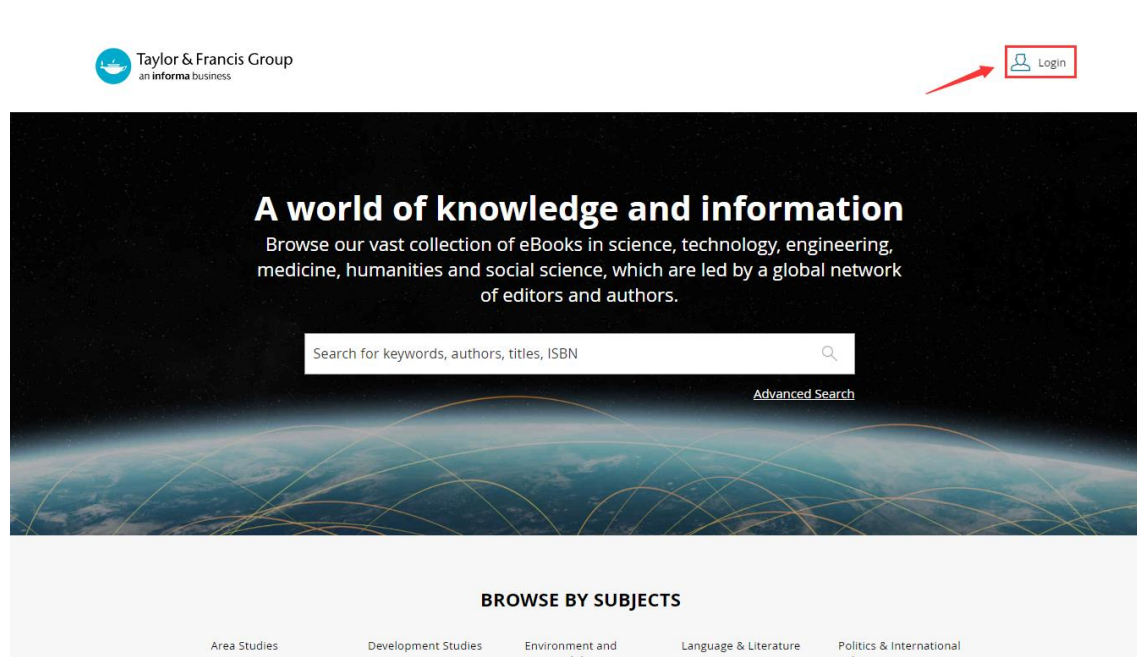 Taylor & Francis Group
an informa business
Login
A world of knowledge and information
Browse our vast collection of eBooks in science, technology, engineering,
medicine, humanities and social science, which are led by a global network
of editors and authors.
Search for keywords, authors, titles, ISBN
Advanced Search
BROWSE BY SUBJECTS
Area Studies
Development Studies
Environment and
Language & Literature
Politics & International